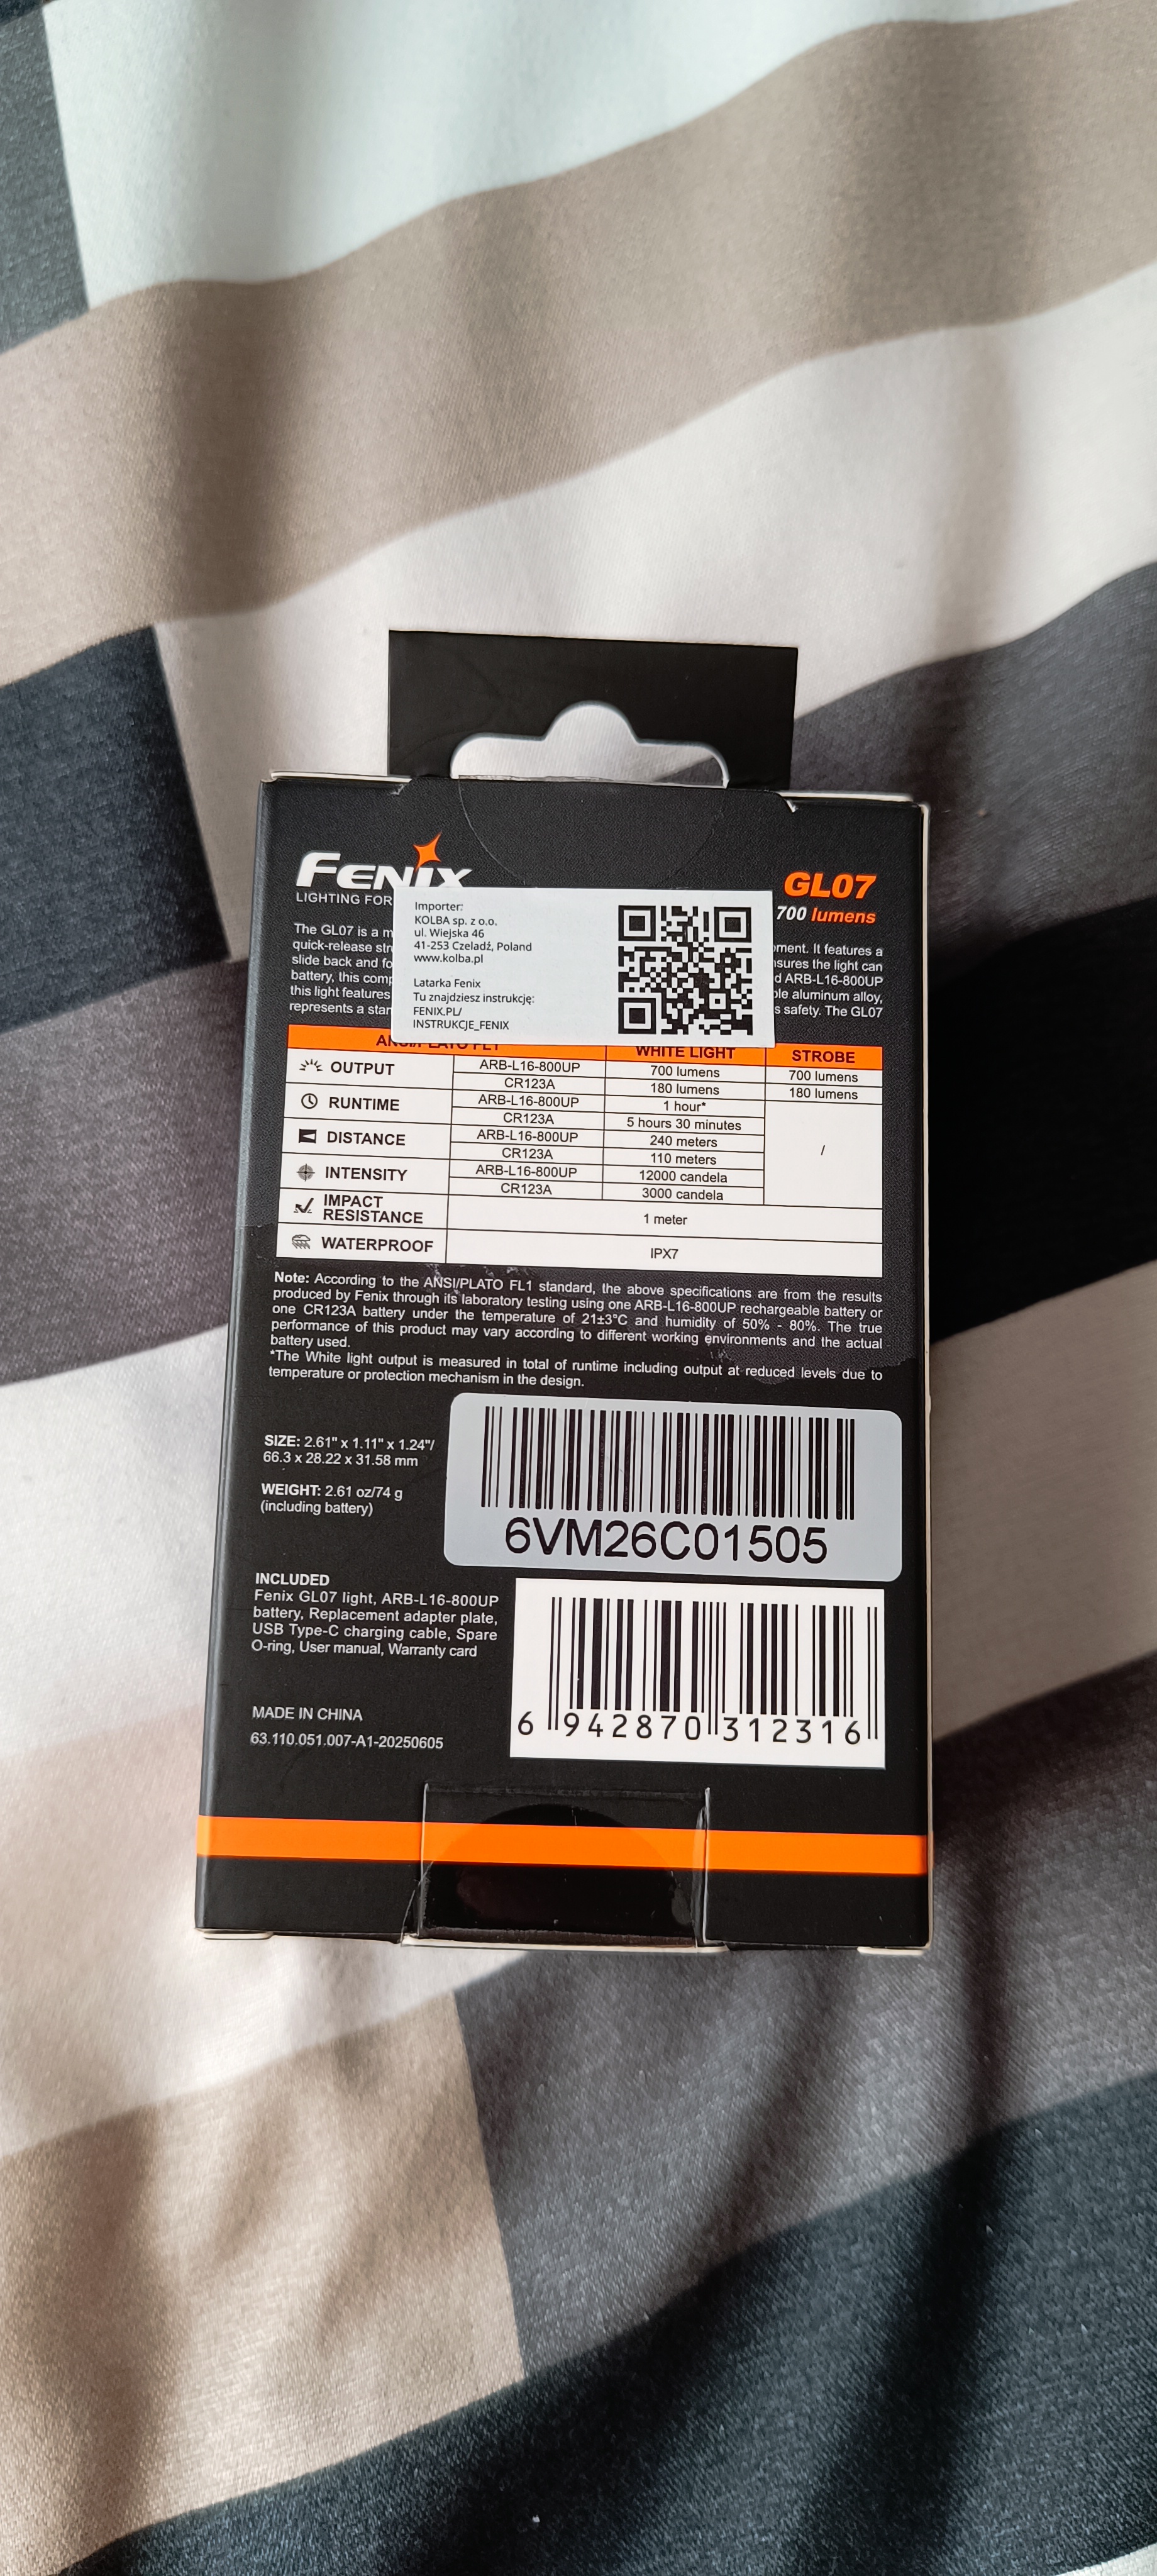 FENIX
LIGHTING FOR
GL07
700 lumens
Importer:
KOLBA sp. z o.o.
ul. Wiejska 46
41-253 Czeladź, Poland
www.kolba.pl
Latarka Fenix
Tu znajdziesz instrukcję:
FENIX.PL/
INSTRUKCJE_FENIX
The GL07 is a
quick-release
slide back and
battery, this
this light features
represents a
It features a
the light can
ARB-L16-800UP
aluminum alloy,
safety. The GL07
ANSI/PLATO FL1 WHITE LIGHT STROBE
OUTPUT ARB-L16-800UP 700 lumens 700 lumens
CR123A 180 lumens 180 lumens
RUNTIME ARB-L16-800UP 1 hour* /
CR123A 5 hours 30 minutes
DISTANCE ARB-L16-800UP 240 meters
CR123A 110 meters
INTENSITY ARB-L16-800UP 12000 candela
CR123A 3000 candela
IMPACT
RESISTANCE 1 meter
WATERPROOF IPX7
Note: According to the ANSI/PLATO FL1 standard, the above specifications are from the results
produced by Fenix through its laboratory testing using one ARB-L16-800UP rechargeable battery or
one CR123A battery under the temperature of 21±3°C and humidity of 50% - 80%. The true
performance of this product may vary according to different working environments and the actual
battery used.
*The White light output is measured in total of runtime including output at reduced levels due to
temperature or protection mechanism in the design.
SIZE: 2.61" x 1.11" x 1.24"/
66.3 x 28.22 x 31.58 mm
WEIGHT: 2.61 oz/74 g
(including battery)
6VM26C01505
INCLUDED
Fenix GL07 light, ARB-L16-800UP
battery, Replacement adapter plate,
USB Type-C charging cable, Spare
O-ring, User manual, Warranty card
MADE IN CHINA
63.110.051.007-A1-20250605
6 942870 312316